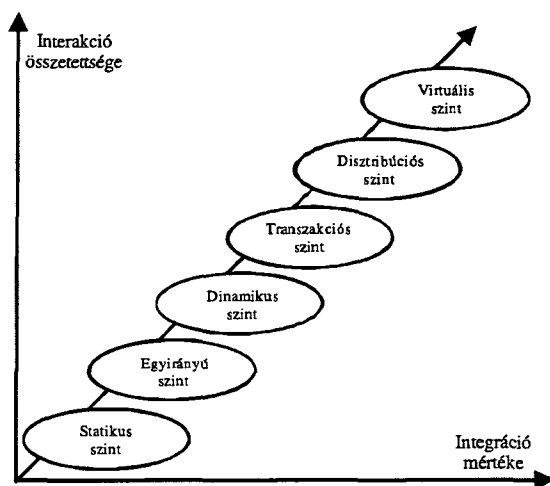 Interakció
összetettsége
Virtuális
szint
Disztribúciós
szint
Transzakciós
szint
Dinamikus
szint
Egyirányú
szint
Statikus
szint
Integráció
mértéke